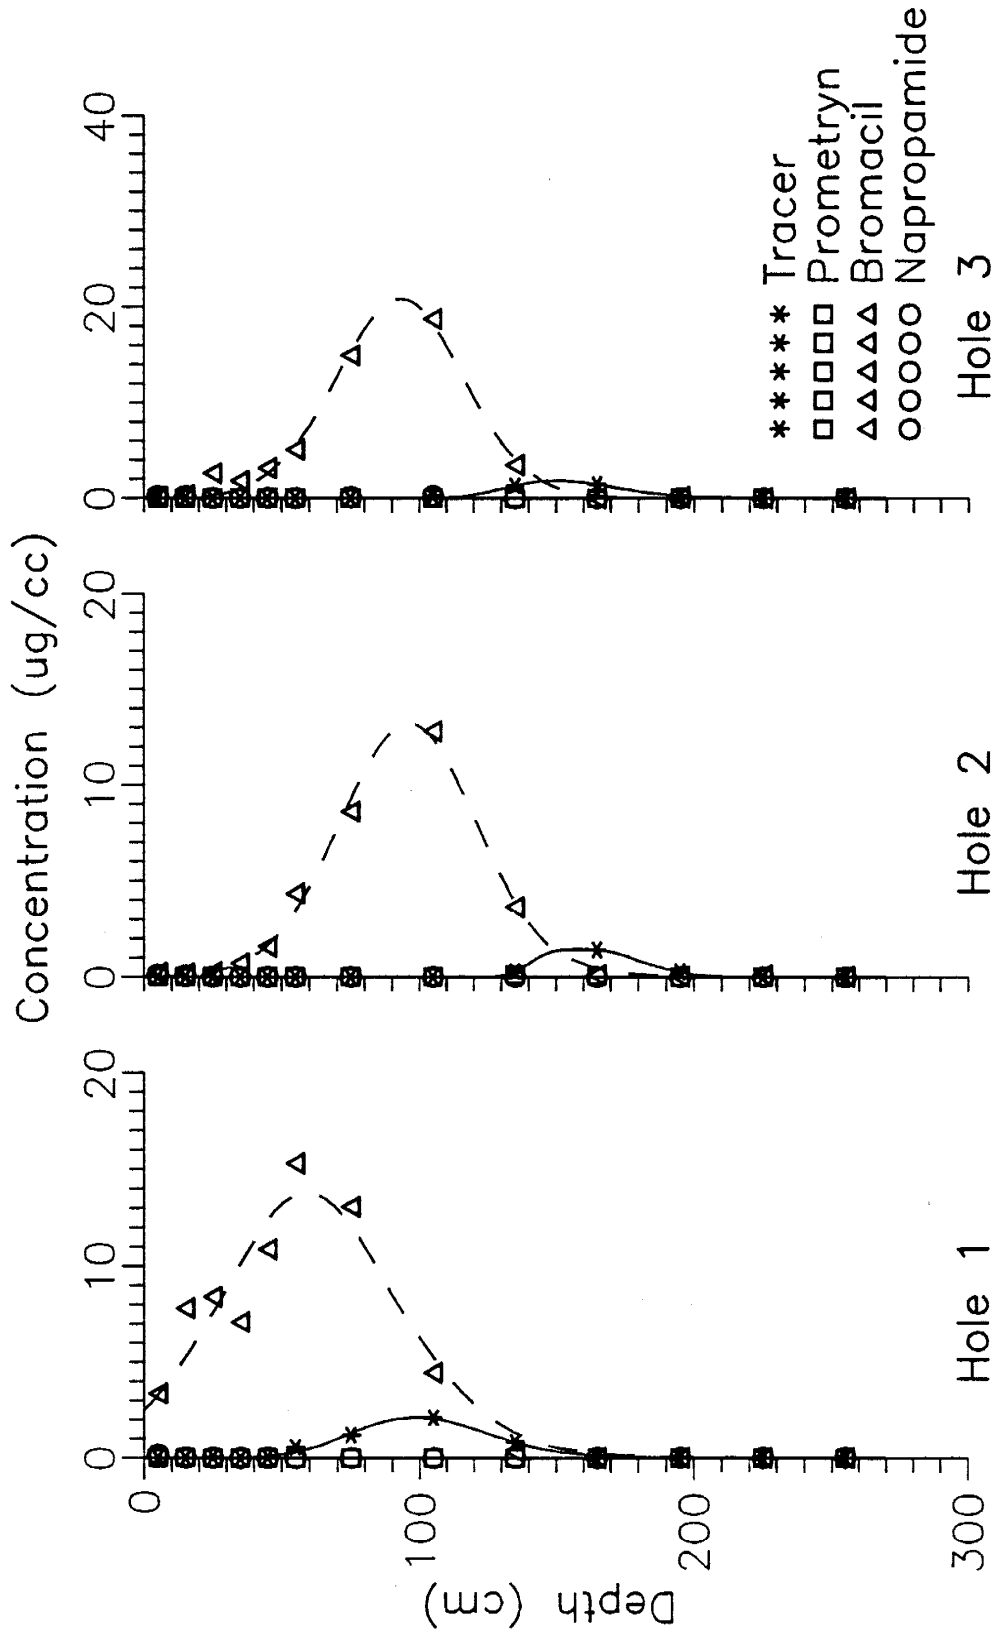 Concentration (ug/cc)
0 10 20
0 10 20
0 20 40
0
100
200
300
Depth (cm)
Tracer
Prometryn
Bromacil
Napropamide
Hole 1
Hole 2
Hole 3